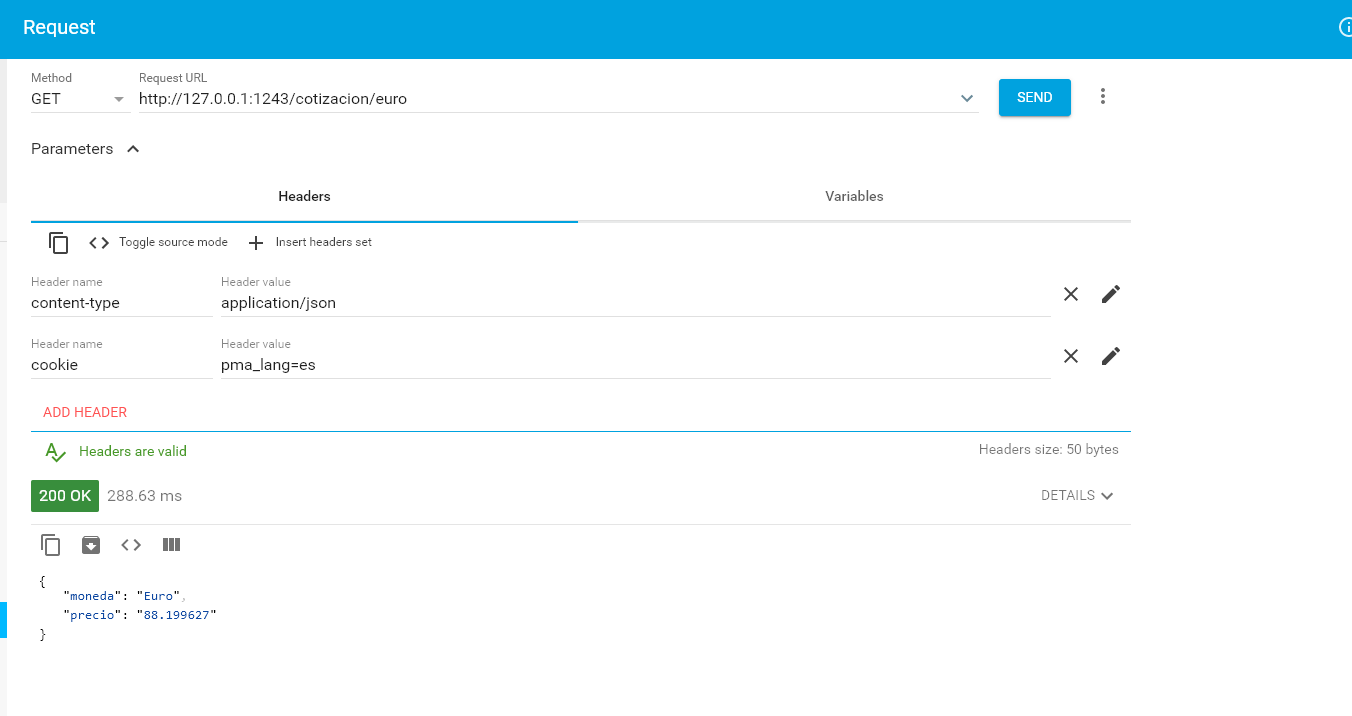 Request
Method
Request URL
GET
http://127.0.0.1:1243/cotizacion/euro
SEND
Parameters
Headers
Variables
Toggle source mode
Insert headers set
Header name
Header value
content-type
application/json
Header name
Header value
cookie
pma_lang=es
ADD HEADER
Headers are valid
Headers size: 50 bytes
200 OK
288.63 ms
DETAILS
{
"moneda": "Euro",
"precio": "88.199627"
}